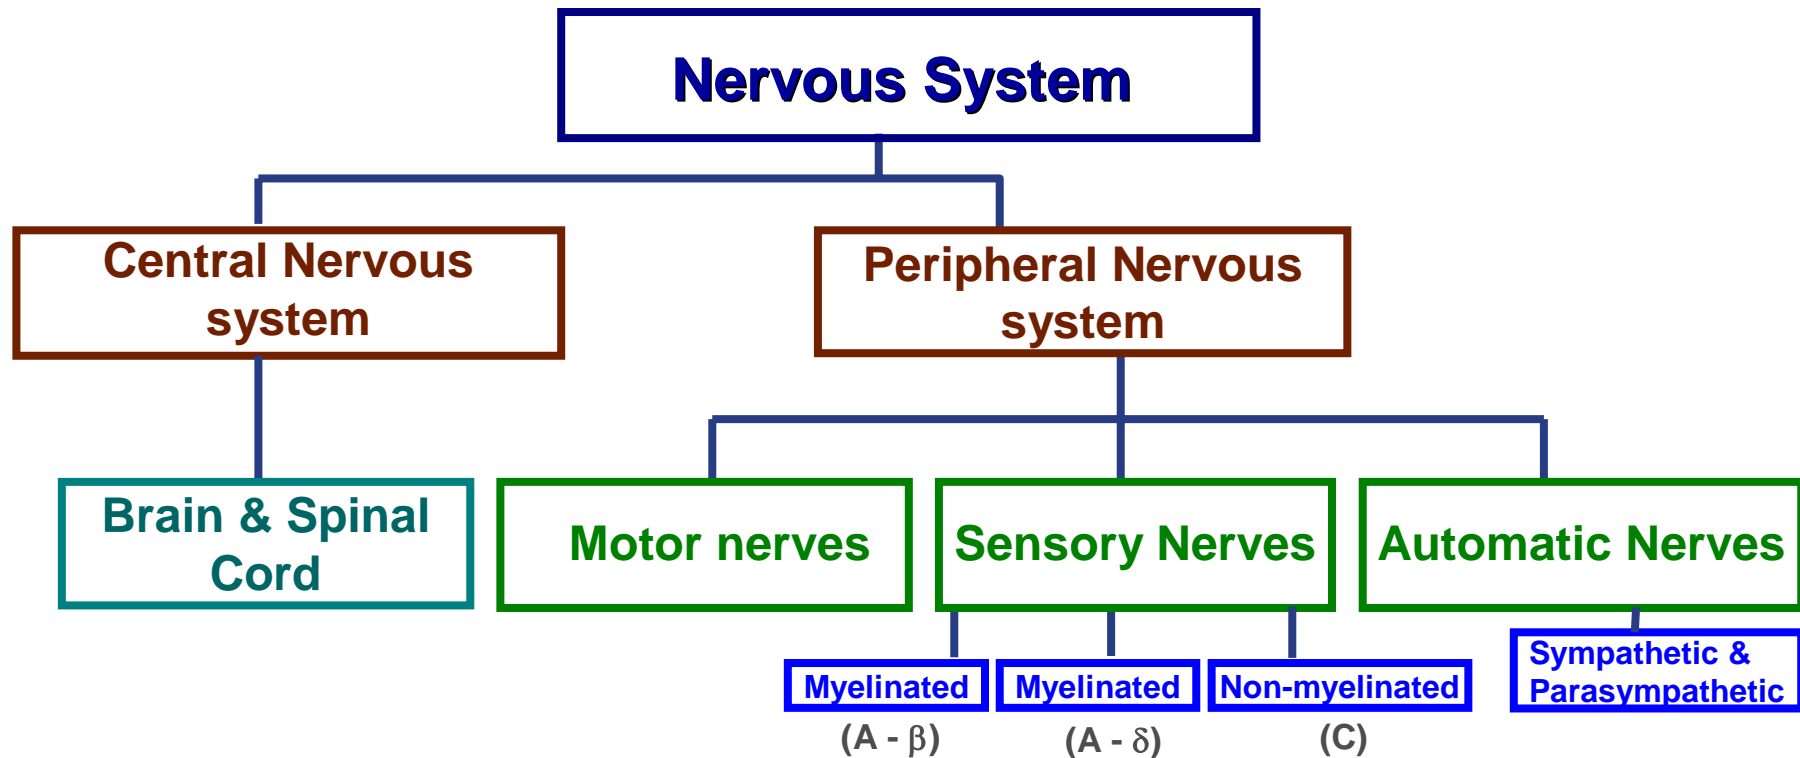 Nervous System
Central Nervous
system
Peripheral Nervous
system
Brain & Spinal
Cord
Motor nerves
Sensory Nerves
Automatic Nerves
Myelinated
Myelinated
Non-myelinated
Sympathetic &
Parasympathetic
(A - β)
(A - δ)
(C)